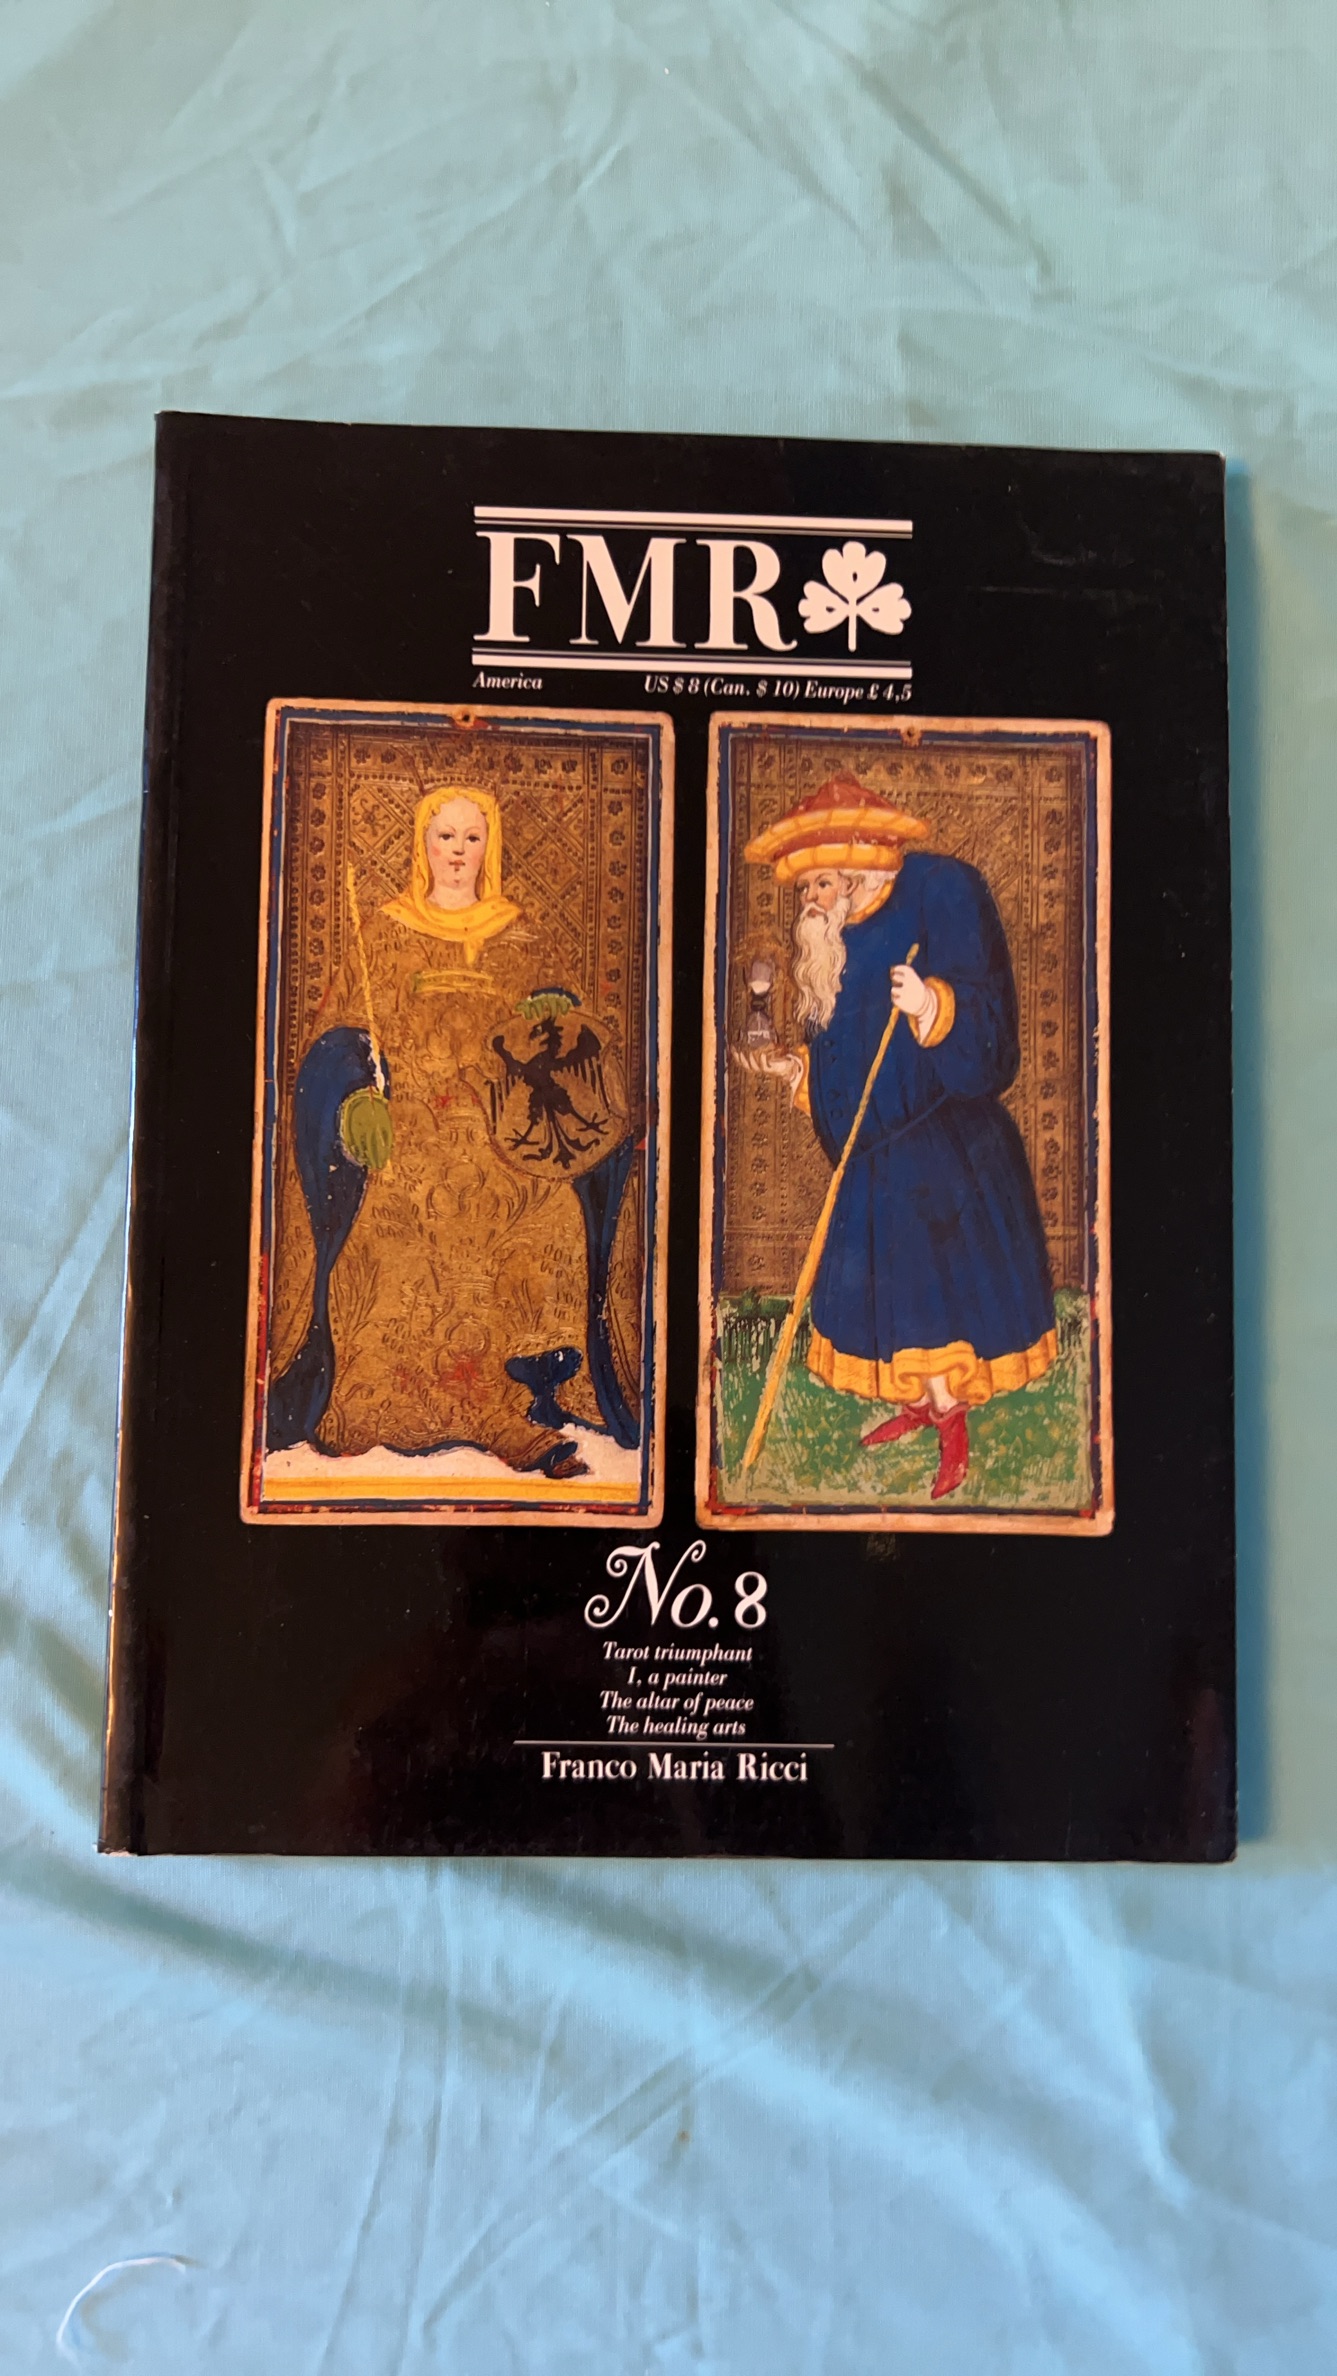 FMR
America US $ 8 (Can. $ 10) Europe £ 4,5
No. 8
Tarot triumphant
I, a painter
The altar of peace
The healing arts
Franco Maria Ricci